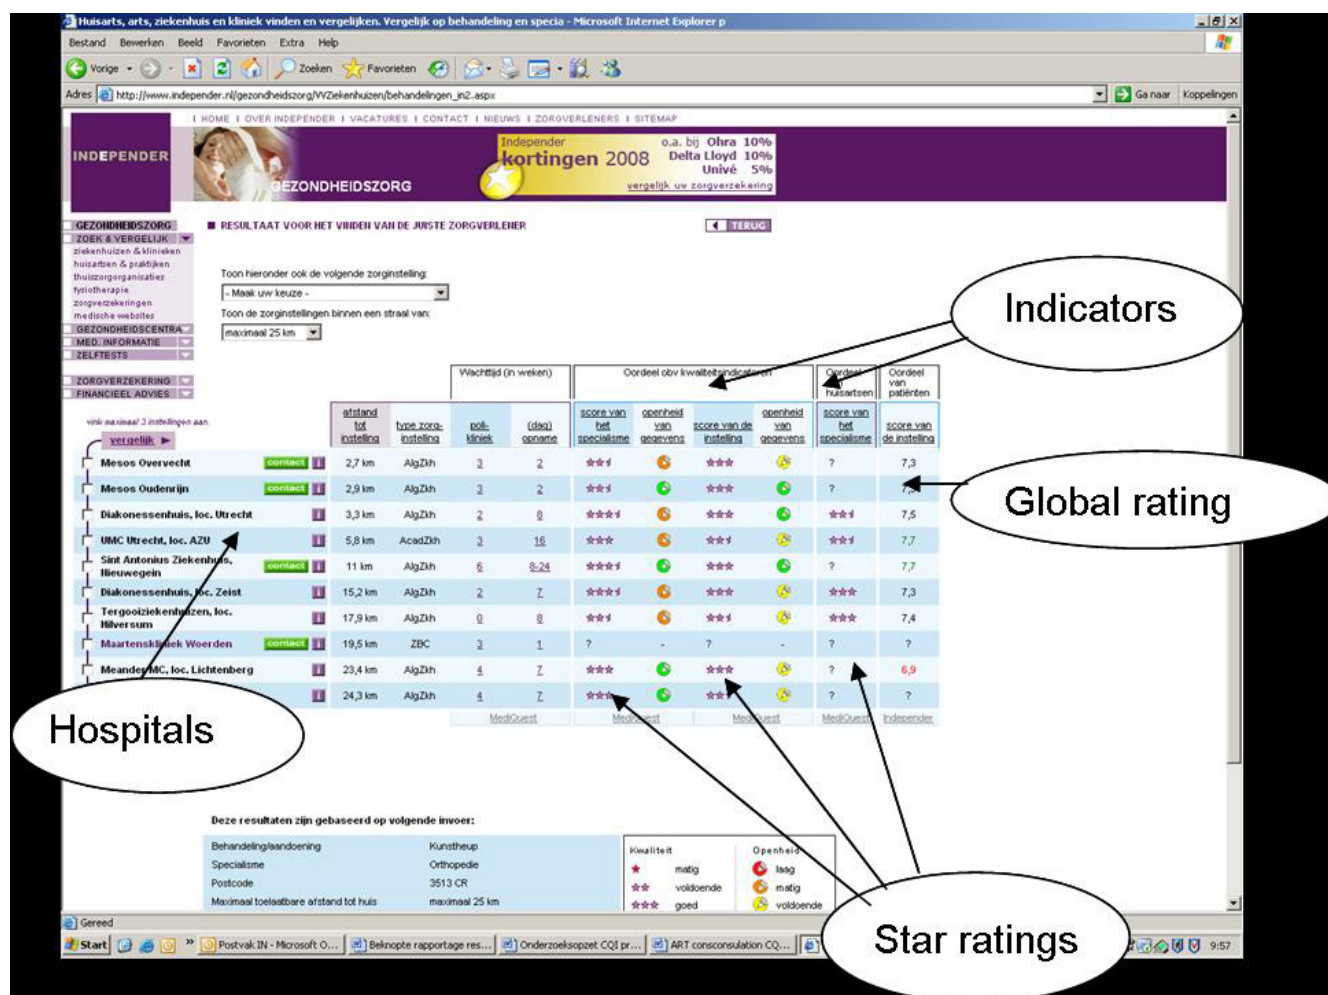 Huisarts, arts, ziekenhuis en kliniek vinden en vergelijken. Vergelijk op behandeling en specia - Microsoft Internet Explorer p
Bestand Bewerken Beeld Favorieten Extra Help
Vorige Zoeken Favorieten
Adres http://www.independer.nl/gezondheidszorg/VVZiekenhuizen/behandelingen_in2.aspx Ga naar Koppelingen
I HOME I OVER INDEPENDER I VACATURES I CONTACT I NIEUWS I ZORGVERLENERS I SITEMAP
INDEPENDER
GEZONDHEIDSZORG
Independer
kortingen 2008
o.a. bij Ohra 10%
Delta Lloyd 10%
Univé 5%
vergelijk uw zorgverzekering
GEZONDHEIDSZORG
ZOEK & VERGELIJK
ziekenhuizen & klinieken
huisartsen & praktijken
thuiszorgorganisaties
fysiotherapie
zorgverzekeringen
medische websites
GEZONDHEIDSCENTRA
MED. INFORMATIE
ZELFTESTS
ZORGVERZEKERING
FINANCIEEL ADVIES
RESULTAAT VOOR HET VINDEN VAN DE JUISTE ZORGVERLENER
TERUG
Toon hieronder ook de volgende zorginstelling:
- Maak uw keuze -
Toon de zorginstellingen binnen een straal van:
maximaal 25 km
Indicators
Wachttijd (in weken) Oordeel obv kwaliteitsindicatoren Oordeel huisartsen Oordeel van patiënten
vink maximaal 3 instellingen aan.
vergelijk
afstand tot instelling type zorg-instelling poli-kliniek (dag) opname score van het specialisme openheid van gegevens score van de instelling openheid van gegevens score van het specialisme score van de instelling
Mesos Overvecht contact i 2,7 km AlgZkh 3 2 ? 7,3
Mesos Oudenrijn contact i 2,9 km AlgZkh 3 2 ?
Global rating
Diakonessenhuis, loc. Utrecht i 3,3 km AlgZkh 2 8 7,5
UMC Utrecht, loc. AZU i 5,8 km AcadZkh 3 16 7,7
Sint Antonius Ziekenhuis, Nieuwegein contact i 11 km AlgZkh 6 8-24 ? 7,7
Diakonessenhuis, loc. Zeist i 15,2 km AlgZkh 2 7 7,3
Tergooiziekenhuizen, loc. Hilversum i 17,9 km AlgZkh 0 8 7,4
Maartenskliniek Woerden contact i 19,5 km ZBC 3 1 ? - ? - ? ?
Meander MC, loc. Lichtenberg i 23,4 km AlgZkh 4 7 ? 6,9
i 24,3 km AlgZkh 4 7 ? ?
MediQuest MediQuest MediQuest MediQuest Independer
Hospitals
Deze resultaten zijn gebaseerd op volgende invoer:
Behandeling/aandoening Kunstheup
Specialisme Orthopedie
Postcode 3513 CR
Maximaal toelaatbare afstand tot huis maximaal 25 km
Kwaliteit Openheid
matig laag
voldoende matig
goed voldoende
Star ratings
Gereed
Start Postvak IN - Microsoft O... Beknopte rapportage res... Onderzoeksopzet CQI pr... ART consconsulation CQ... 9:57